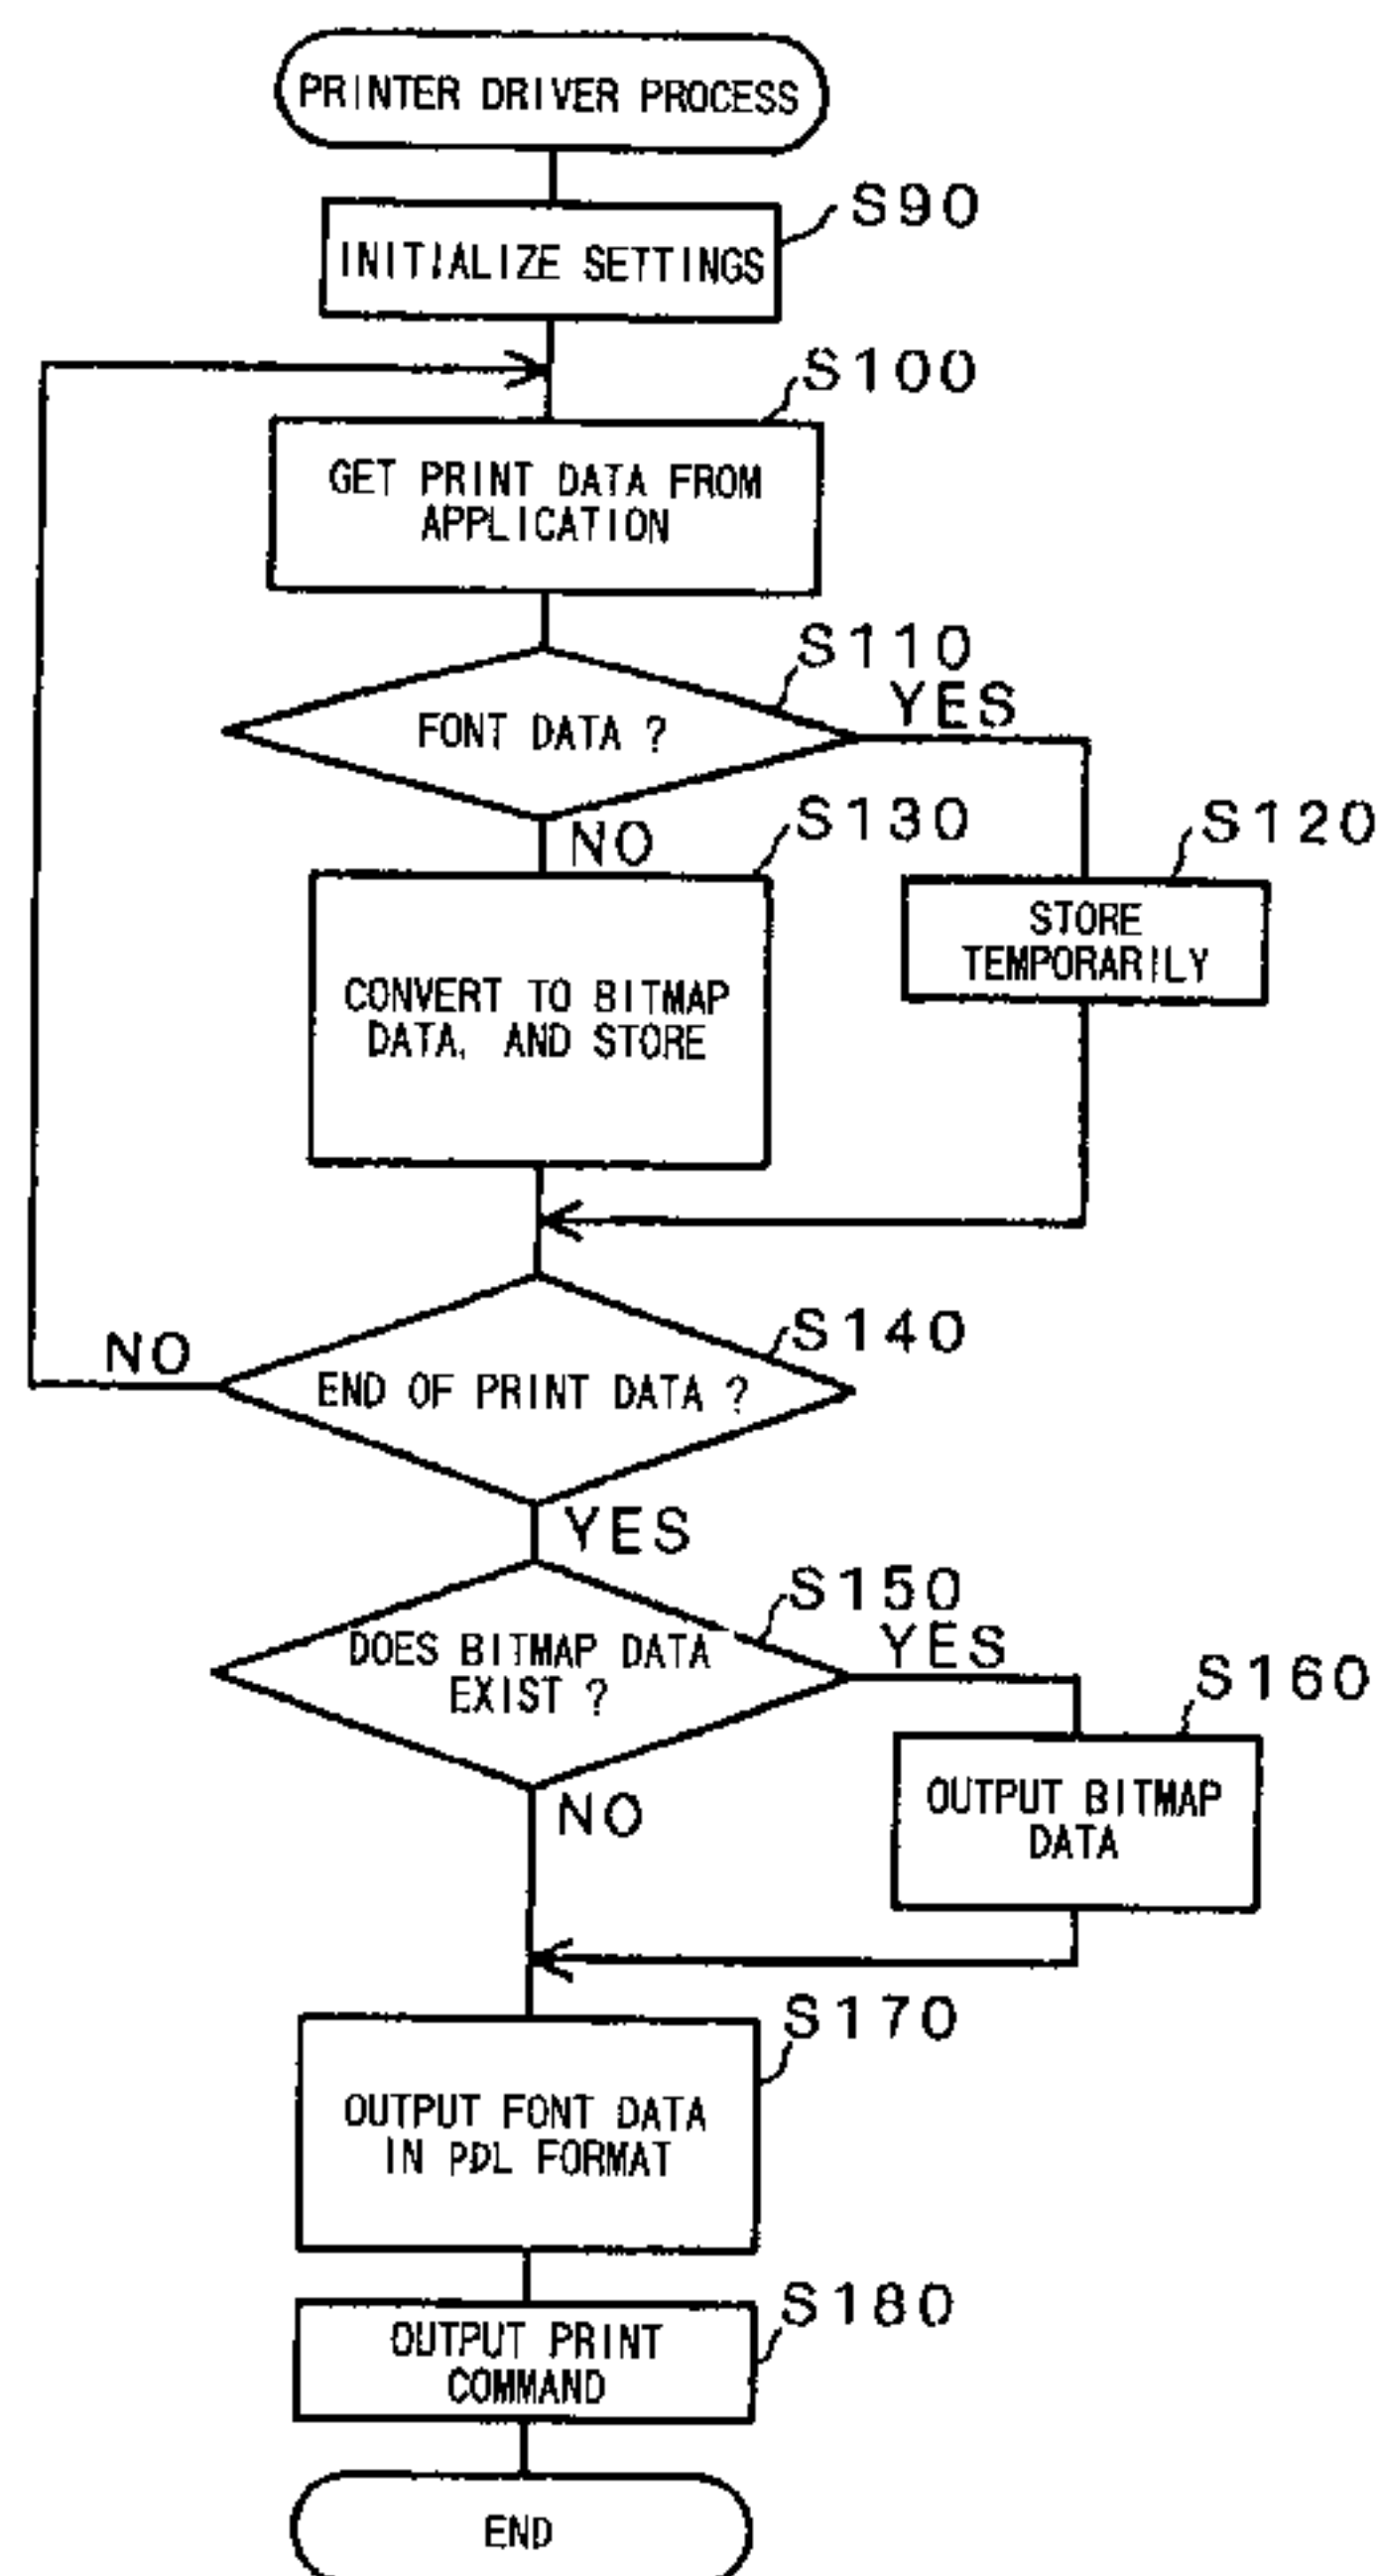 PRINTER DRIVER PROCESS
S90
INITIALIZE SETTINGS
S100
GET PRINT DATA FROM
APPLICATION
S110
YES
FONT DATA ?
NO
S130
S120
STORE
TEMPORARILY
CONVERT TO BITMAP
DATA, AND STORE
S140
NO
END OF PRINT DATA ?
YES
S150
YES
DOES BITMAP DATA
EXIST ?
S160
NO
OUTPUT BITMAP
DATA
S170
OUTPUT FONT DATA
IN PDL FORMAT
S180
OUTPUT PRINT
COMMAND
END